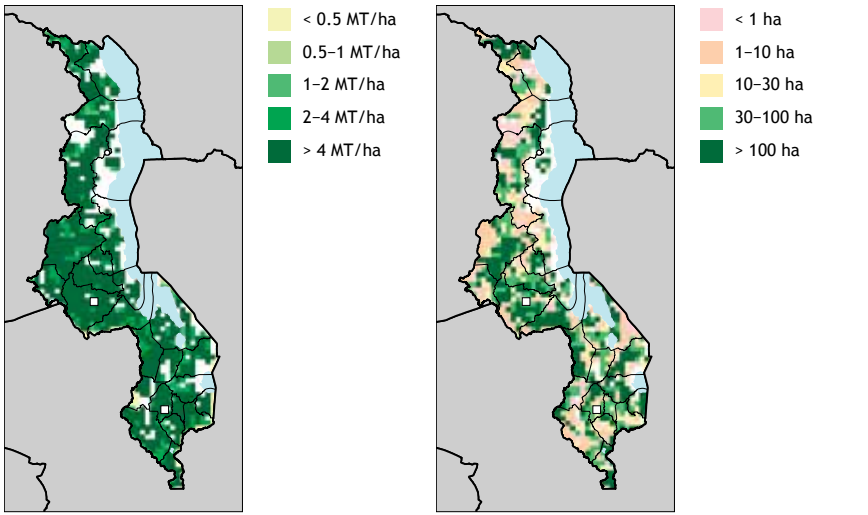 < 0.5 MT/ha
0.5–1 MT/ha
1–2 MT/ha
2–4 MT/ha
> 4 MT/ha
< 1 ha
1–10 ha
10–30 ha
30–100 ha
> 100 ha